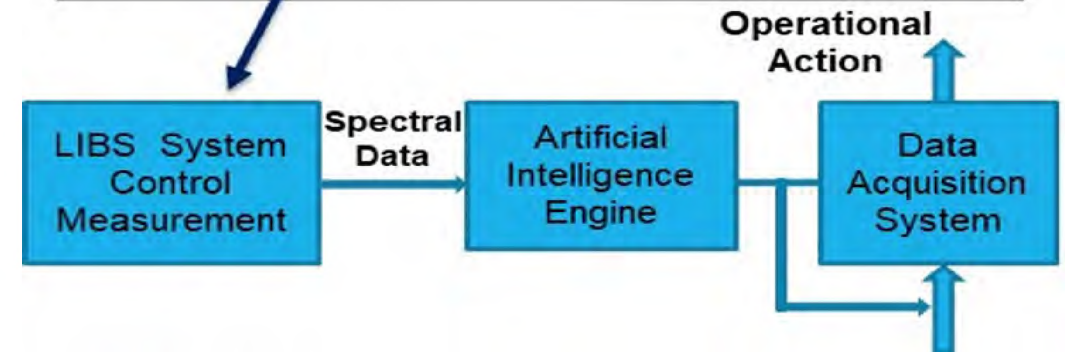 Operational
Action
LIBS System
Control
Measurement
Spectral
Data
Artificial
Intelligence
Engine
Data
Acquisition
System